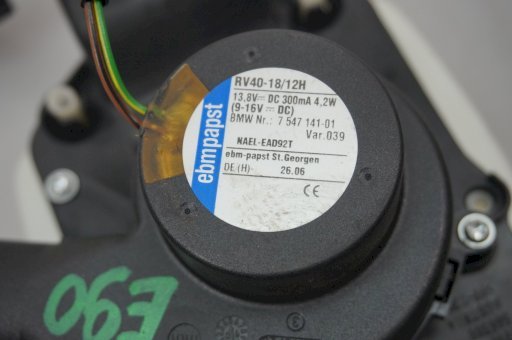 ebmpapst
RV40-18/12H
13,8V⎓ DC 300mA 4,2W
(9-16V ⎓ DC)
BMW Nr.: 7 547 141-01
Var.039
NAEL-EAD92T
ebm-papst St.Georgen
DE (H)- 26.06
CE
E90